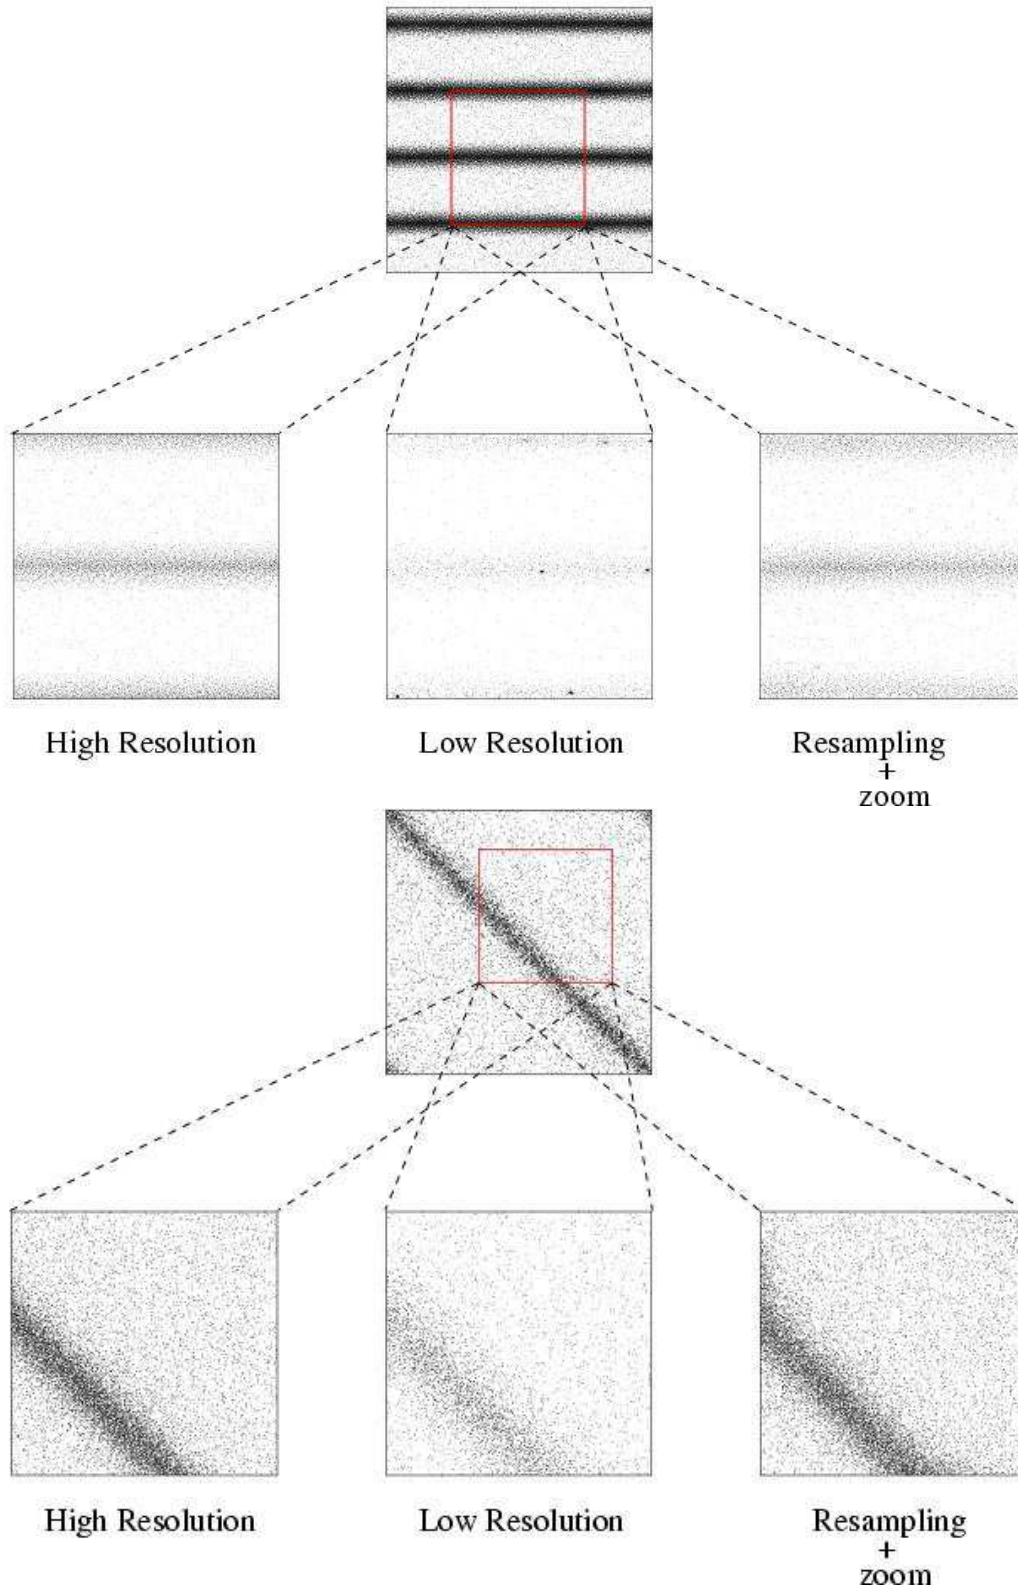 High Resolution
Low Resolution
Resampling
+
zoom
High Resolution
Low Resolution
Resampling
+
zoom